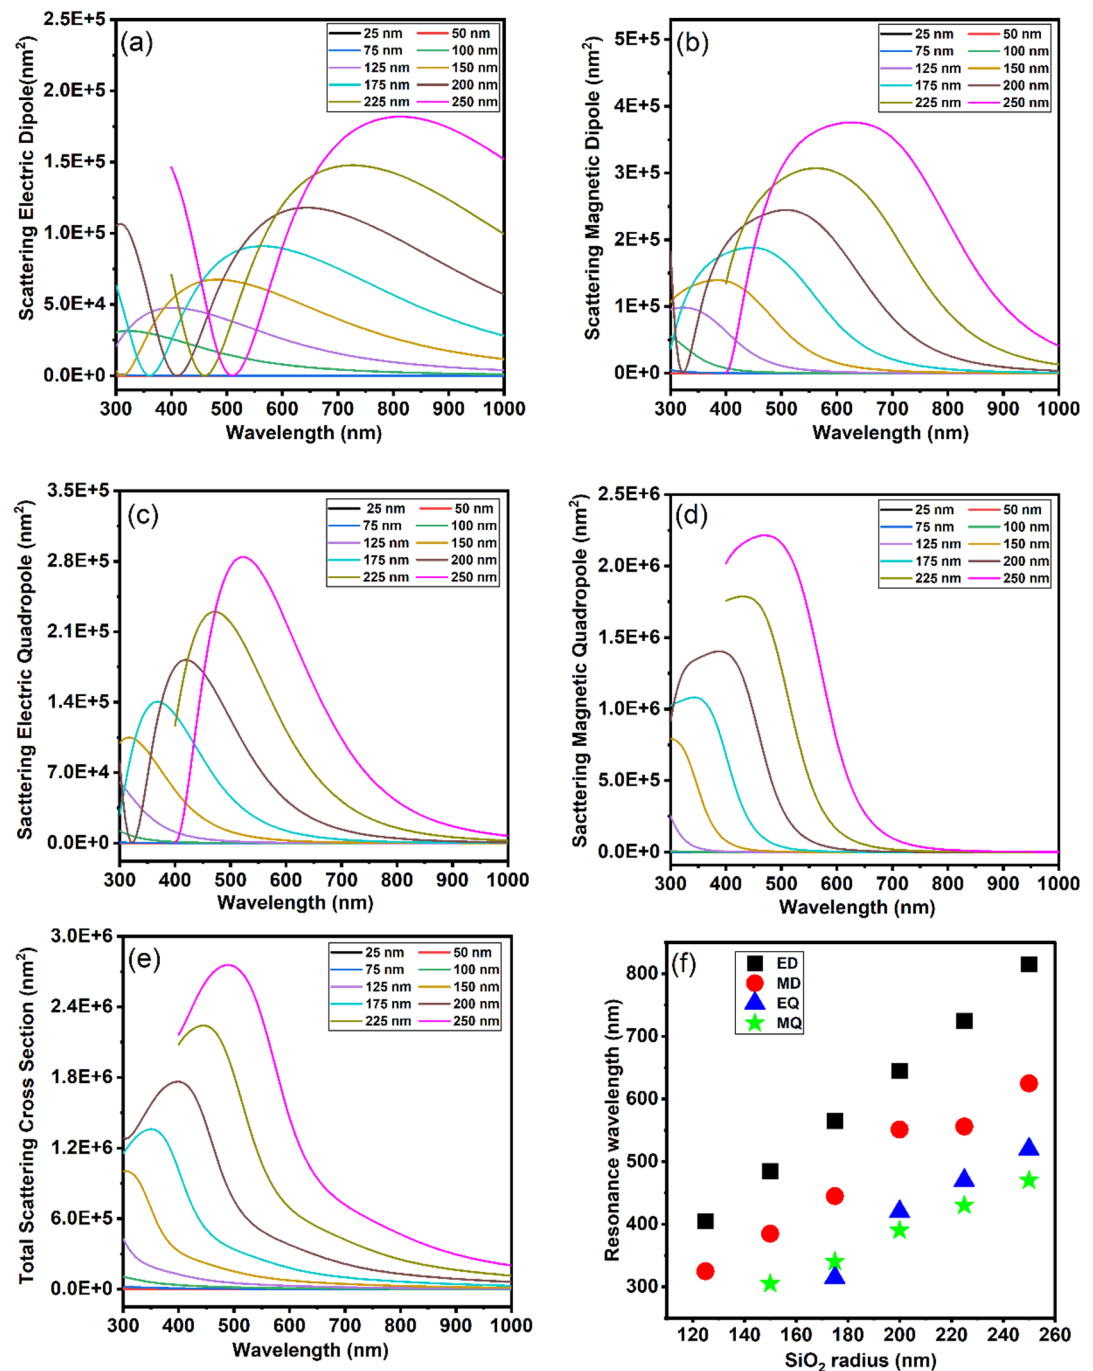 (a)
Scattering Electric Dipole(nm²)
2.5E+5
2.0E+5
1.5E+5
1.0E+5
5.0E+4
0.0E+0
25 nm 50 nm
75 nm 100 nm
125 nm 150 nm
175 nm 200 nm
225 nm 250 nm
300 400 500 600 700 800 900 1000
Wavelength (nm)
(b)
Scattering Magnetic Dipole (nm²)
5E+5
4E+5
3E+5
2E+5
1E+5
0E+0
25 nm 50 nm
75 nm 100 nm
125 nm 150 nm
175 nm 200 nm
225 nm 250 nm
300 400 500 600 700 800 900 1000
Wavelength (nm)
(c)
Sacttering Electric Quadropole (nm²)
3.5E+5
2.8E+5
2.1E+5
1.4E+5
7.0E+4
0.0E+0
25 nm 50 nm
75 nm 100 nm
125 nm 150 nm
175 nm 200 nm
225 nm 250 nm
300 400 500 600 700 800 900 1000
Wavelength (nm)
(d)
Sacttering Magnetic Quadropole (nm²)
2.5E+6
2.0E+6
1.5E+6
1.0E+6
5.0E+5
0.0E+0
25 nm 50 nm
75 nm 100 nm
125 nm 150 nm
175 nm 200 nm
225 nm 250 nm
300 400 500 600 700 800 900 1000
Wavelength (nm)
(e)
Total Scattering Cross Section (nm²)
3.0E+6
2.4E+6
1.8E+6
1.2E+6
6.0E+5
0.0E+0
25 nm 50 nm
75 nm 100 nm
125 nm 150 nm
175 nm 200 nm
225 nm 250 nm
300 400 500 600 700 800 900 1000
Wavelength (nm)
(f)
Resonance wavelength (nm)
800
700
600
500
400
300
ED
MD
EQ
MQ
120 140 160 180 200 220 240 260
SiO₂ radius (nm)